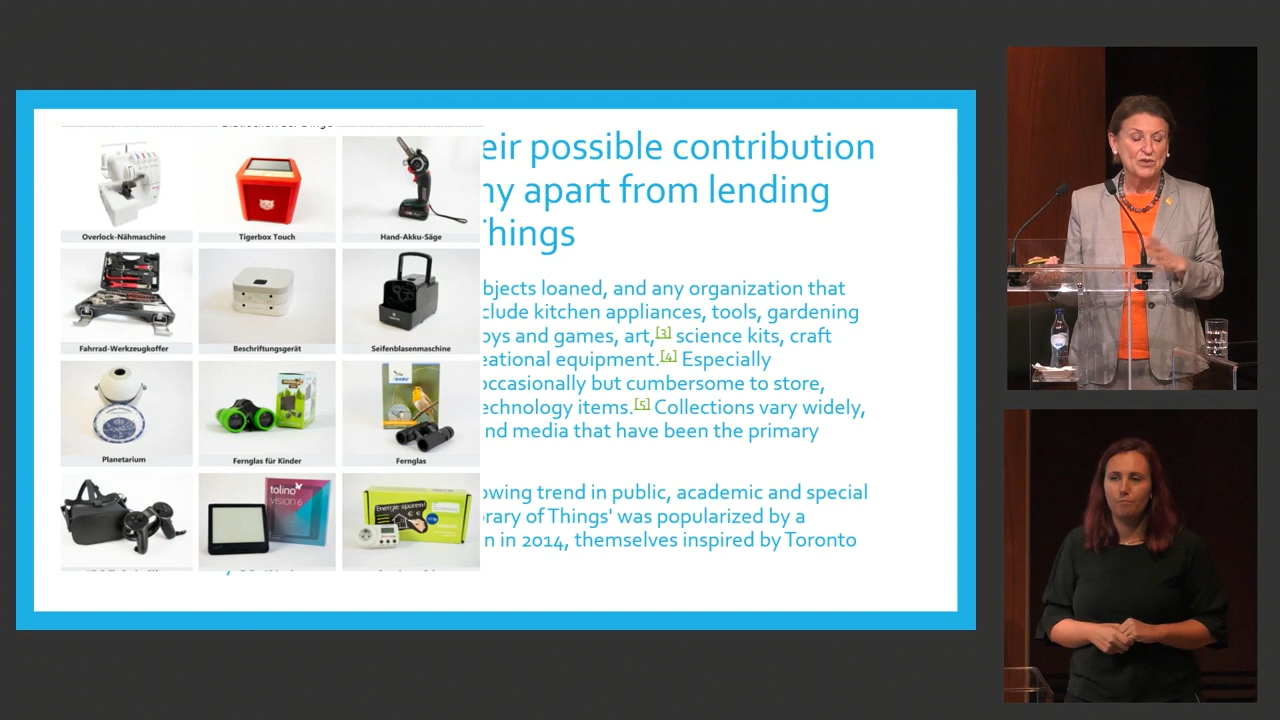 eir possible contribution
ny apart from lending
Things
Overlock-Nähmaschine
Tigerbox Touch
Hand-Akku-Säge
Fahrrad-Werkzeugkoffer
Beschriftungsgerät
Seifenblasenmaschine
NABU
Planetarium
Fernglas für Kinder
Fernglas
tolino
vision 6
Energie sparen!
bjects loaned, and any organization that
clude kitchen appliances, tools, gardening
oys and games, art,[3] science kits, craft
eational equipment.[4] Especially
occasionally but cumbersome to store,
echnology items.[5] Collections vary widely,
nd media that have been the primary
owing trend in public, academic and special
brary of Things' was popularized by a
n in 2014, themselves inspired by Toronto